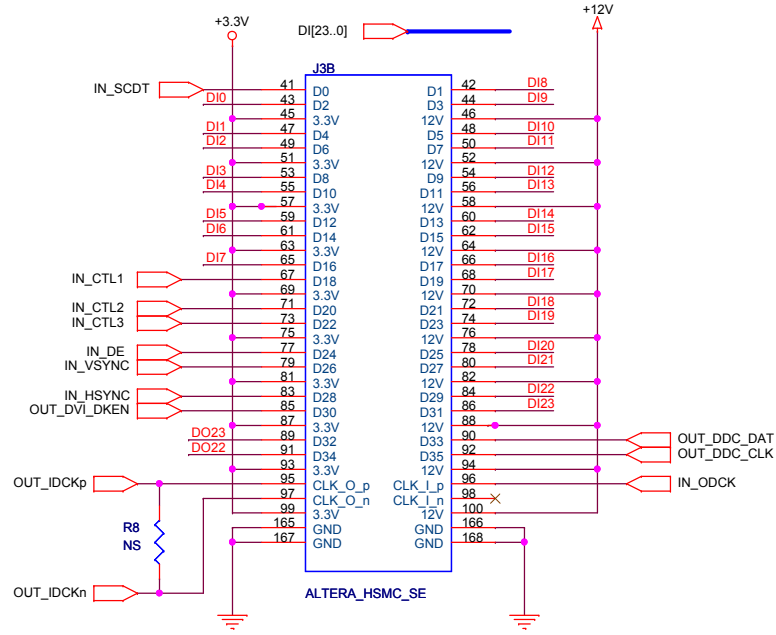 +3.3V DI[23..0] +12V
J3B
IN_SCDT 41 D0 D1 42 DI8
DI0 43 D2 D3 44 DI9
45 3.3V 12V 46
DI1 47 D4 D5 48 DI10
DI2 49 D6 D7 50 DI11
51 3.3V 12V 52
DI3 53 D8 D9 54 DI12
DI4 55 D10 D11 56 DI13
57 3.3V 12V 58
DI5 59 D12 D13 60 DI14
DI6 61 D14 D15 62 DI15
63 3.3V 12V 64
DI7 65 D16 D17 66 DI16
IN_CTL1 67 D18 D19 68 DI17
69 3.3V 12V 70
IN_CTL2 71 D20 D21 72 DI18
IN_CTL3 73 D22 D23 74 DI19
75 3.3V 12V 76
IN_DE 77 D24 D25 78 DI20
IN_VSYNC 79 D26 D27 80 DI21
81 3.3V 12V 82
IN_HSYNC 83 D28 D29 84 DI22
OUT_DVI_DKEN 85 D30 D31 86 DI23
87 3.3V 12V 88
DO23 89 D32 D33 90 OUT_DDC_DAT
DO22 91 D34 D35 92 OUT_DDC_CLK
93 3.3V 12V 94
OUT_IDCKp 95 CLK_O_p CLK_I_p 96 IN_ODCK
97 CLK_O_n CLK_I_n 98
99 3.3V 12V 100
165 GND GND 166
R8
167 GND GND 168
NS
OUT_IDCKn ALTERA_HSMC_SE